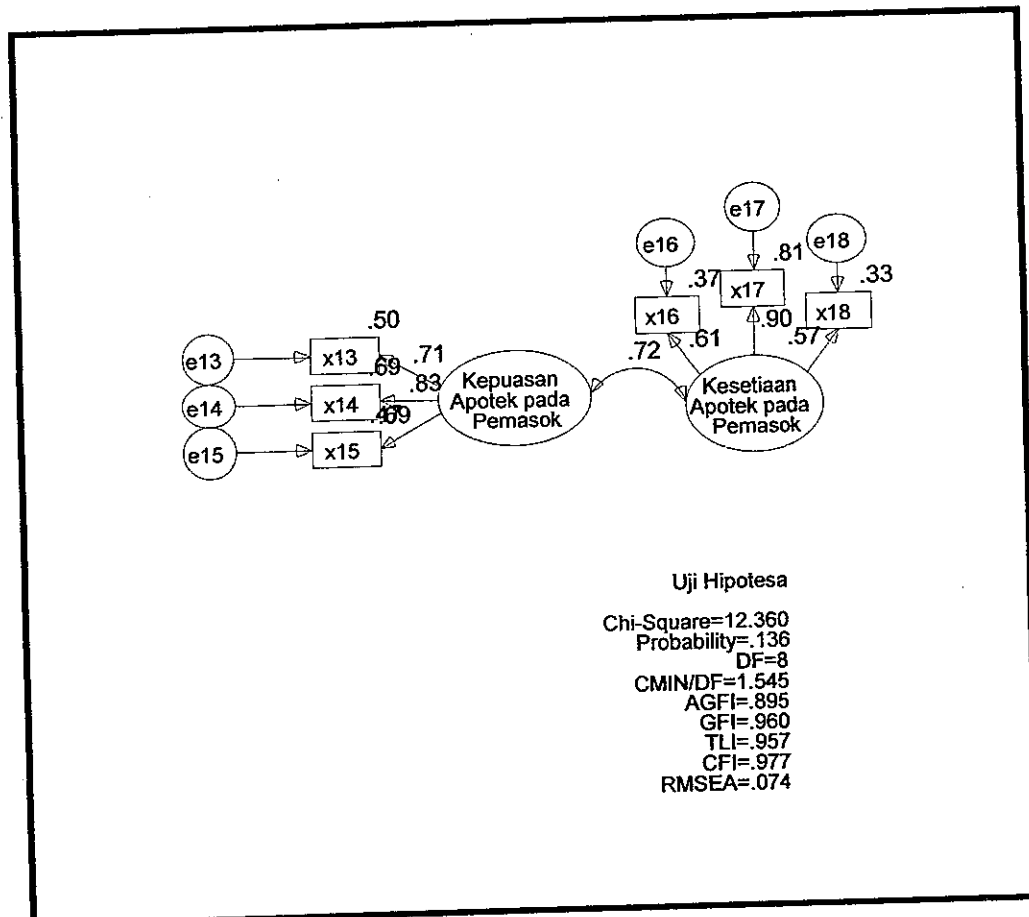 e17
e16
e18
.81
.37
x17
.33
x16
x18
.50
.90
.61
.57
.72
e13
x13
.71
.69
.83
Kepuasan
Apotek pada
Pemasok
Kesetiaan
Apotek pada
Pemasok
e14
x14
.69
e15
x15
Uji Hipotesa
Chi-Square=12.360
Probability=.136
DF=8
CMIN/DF=1.545
AGFI=.895
GFI=.960
TLI=.957
CFI=.977
RMSEA=.074